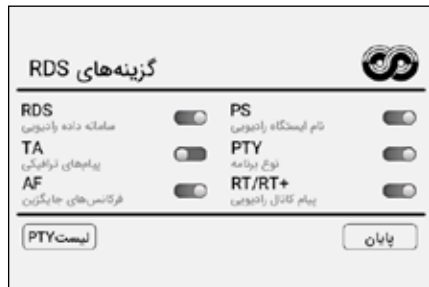 گزینه‌های RDS
RDS
سامانه داده رادیویی
PS
نام ایستگاه رادیویی
TA
پیام‌های ترافیکی
PTY
نوع برنامه
AF
فرکانس‌های جایگزین
RT/RT+
پیام کانال رادیویی
لیستPTY
پایان